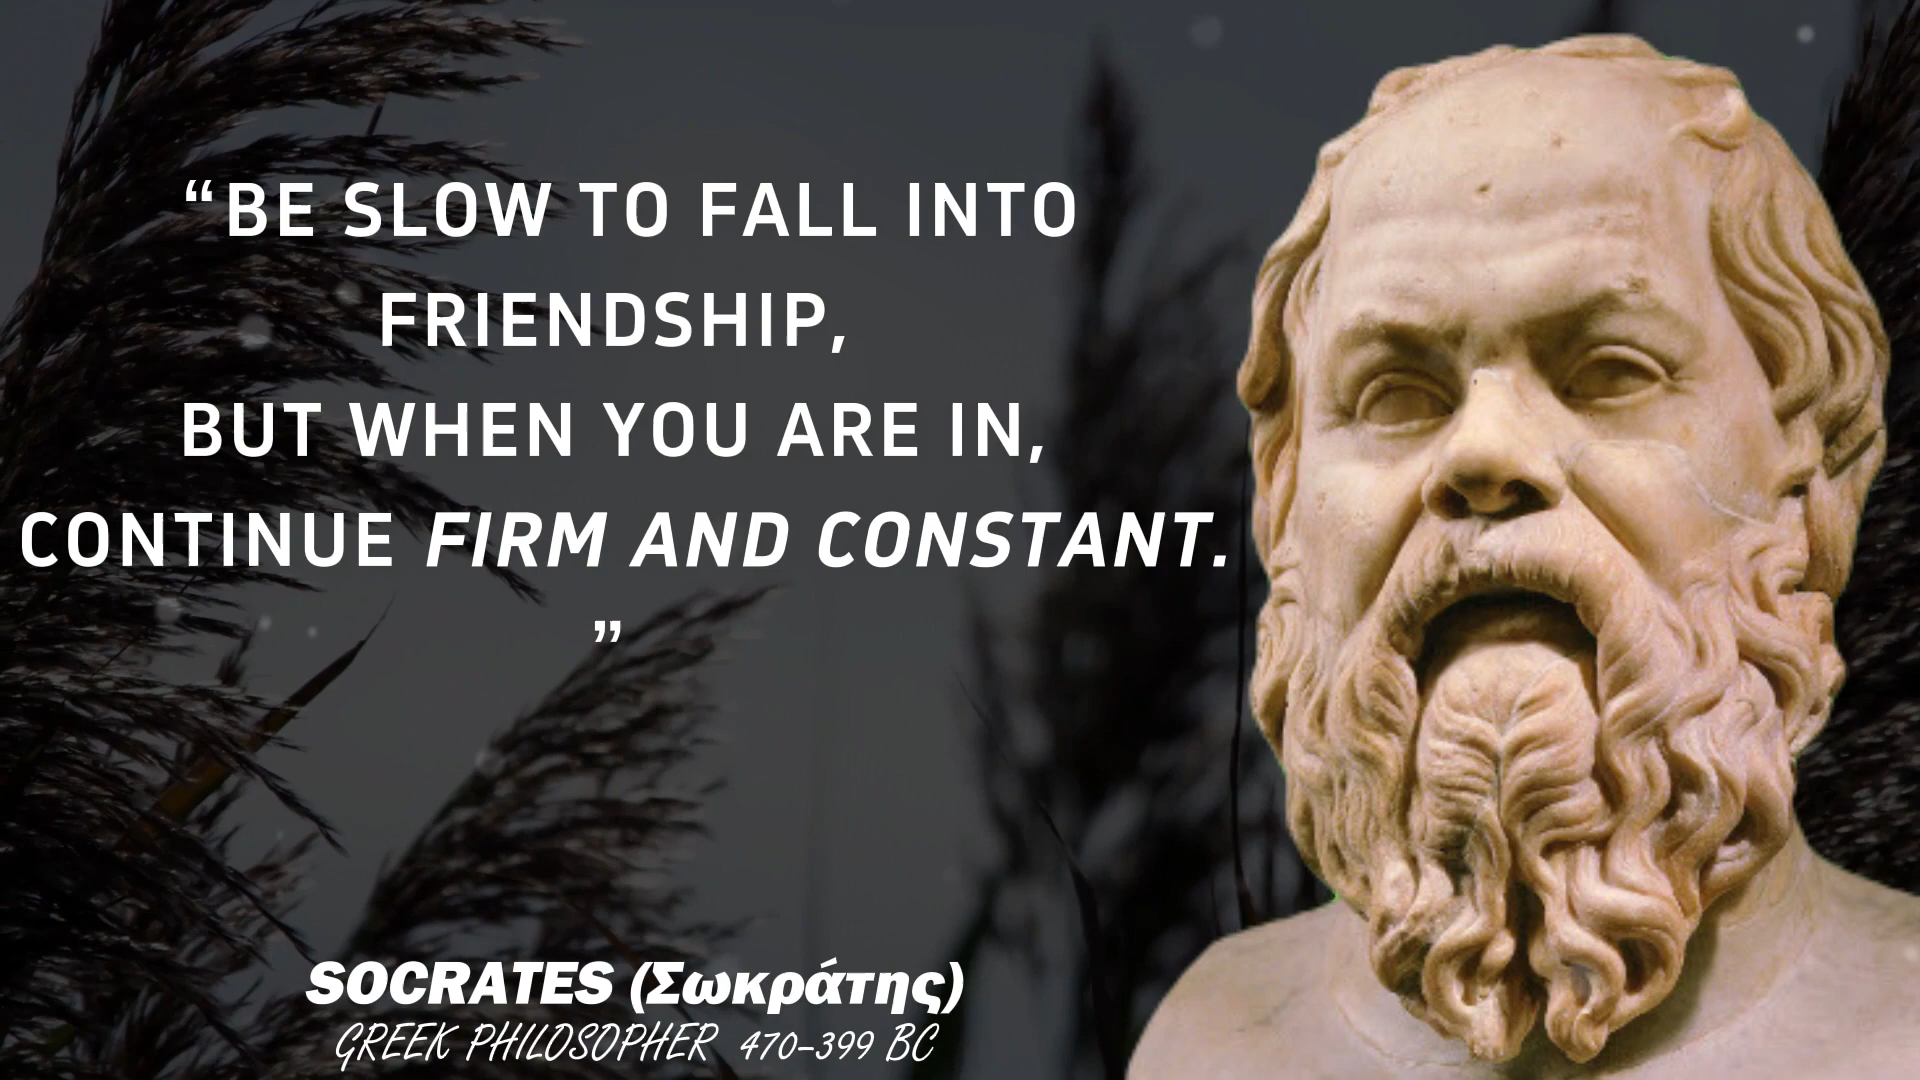 “BE SLOW TO FALL INTO
FRIENDSHIP,
BUT WHEN YOU ARE IN,
CONTINUE FIRM AND CONSTANT.
”
SOCRATES (Σωκράτης)
GREEK PHILOSOPHER 470–399 BC